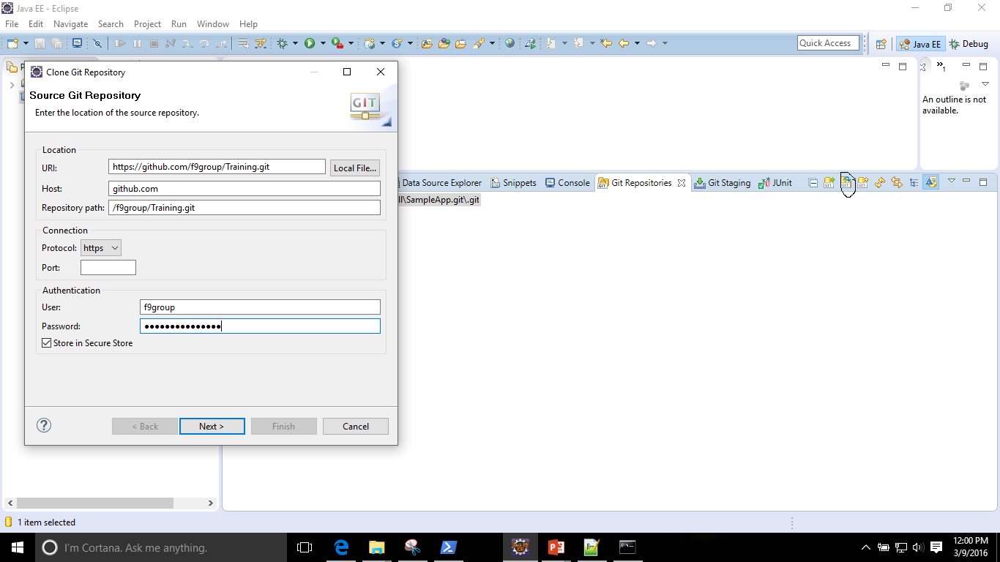 Java EE - Eclipse
File Edit Navigate Search Project Run Window Help
Quick Access
Java EE
Debug
Clone Git Repository
Source Git Repository
Enter the location of the source repository.
GIT
Location
URI: https://github.com/f9group/Training.git Local File...
Host: github.com
Repository path: /f9group/Training.git
Connection
Protocol: https
Port:
Authentication
User: f9group
Password: ●●●●●●●●●●●●●●●
Store in Secure Store
< Back Next > Finish Cancel
An outline is not
available.
Data Source Explorer Snippets Console Git Repositories Git Staging JUnit
ll\SampleApp.git\.git
1 item selected
I'm Cortana. Ask me anything.
12:00 PM
3/9/2016